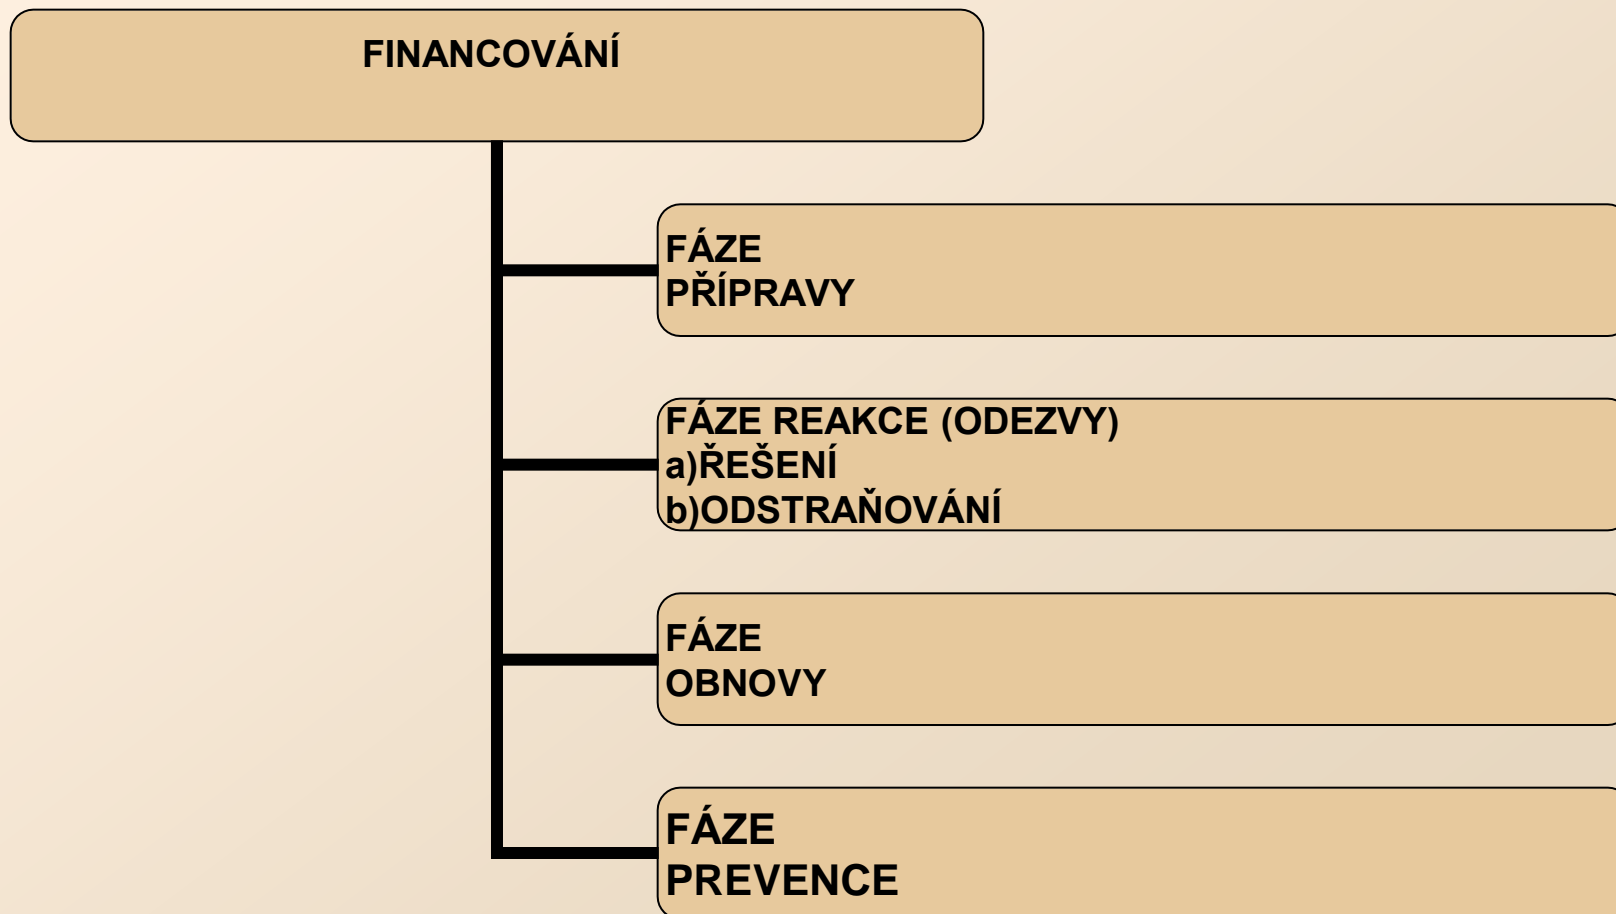 FINANCOVÁNÍ
FÁZE
PŘÍPRAVY
FÁZE REAKCE (ODEZVY)
a)ŘEŠENÍ
b)ODSTRAŇOVÁNÍ
FÁZE
OBNOVY
FÁZE
PREVENCE